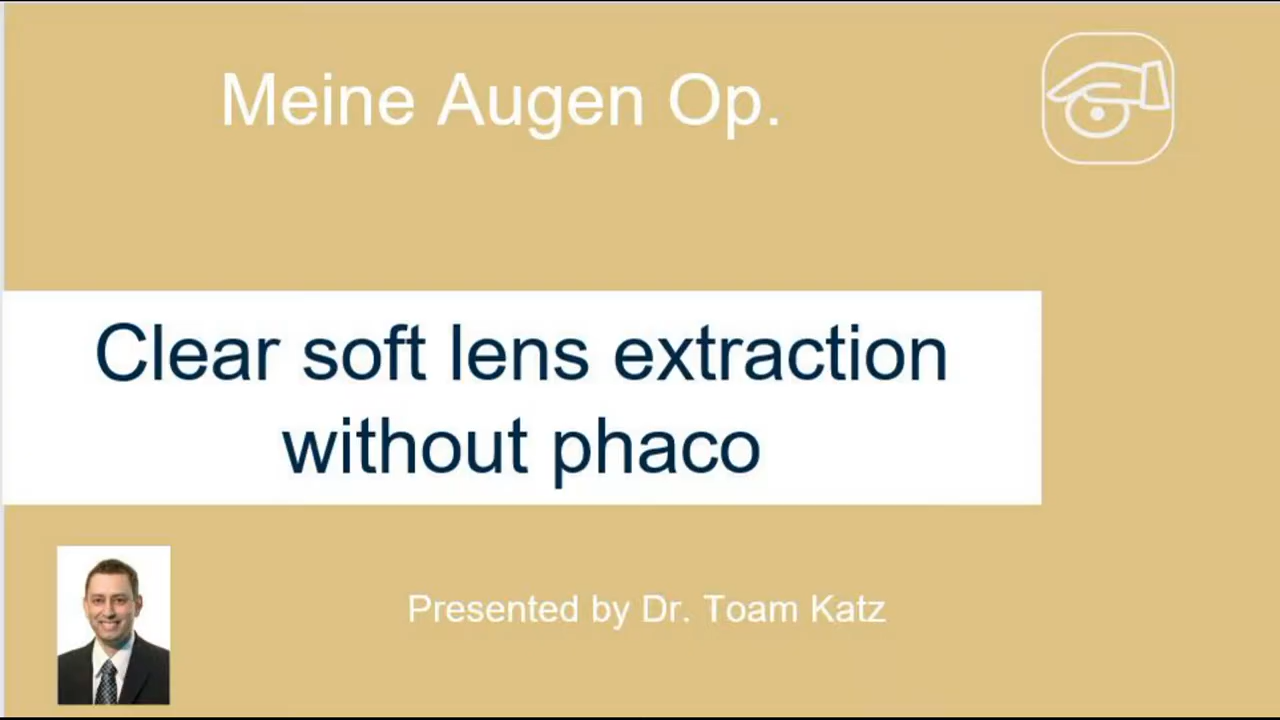 Meine Augen Op.
Clear soft lens extraction
without phaco
Presented by Dr. Toam Katz